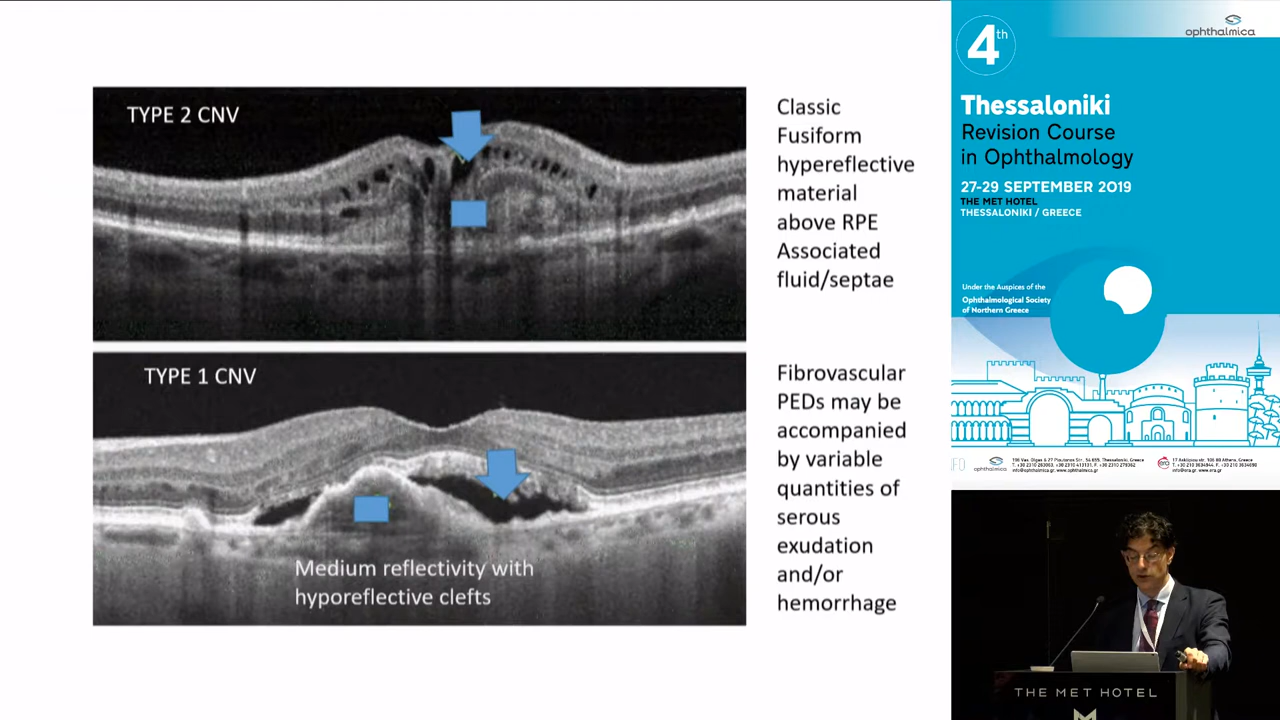 TYPE 2 CNV
Classic
Fusiform
hypereflective
material
above RPE
Associated
fluid/septae
TYPE 1 CNV
Medium reflectivity with
hyporeflective clefts
Fibrovascular
PEDs may be
accompanied
by variable
quantities of
serous
exudation
and/or
hemorrhage
ophthalmica
4th
Thessaloniki
Revision Course
in Ophthalmology
27-29 SEPTEMBER 2019
THE MET HOTEL
THESSALONIKI / GREECE
Under the Auspices of the
Ophthalmological Society
of Northern Greece
ophthalmica
THE MET HOTEL